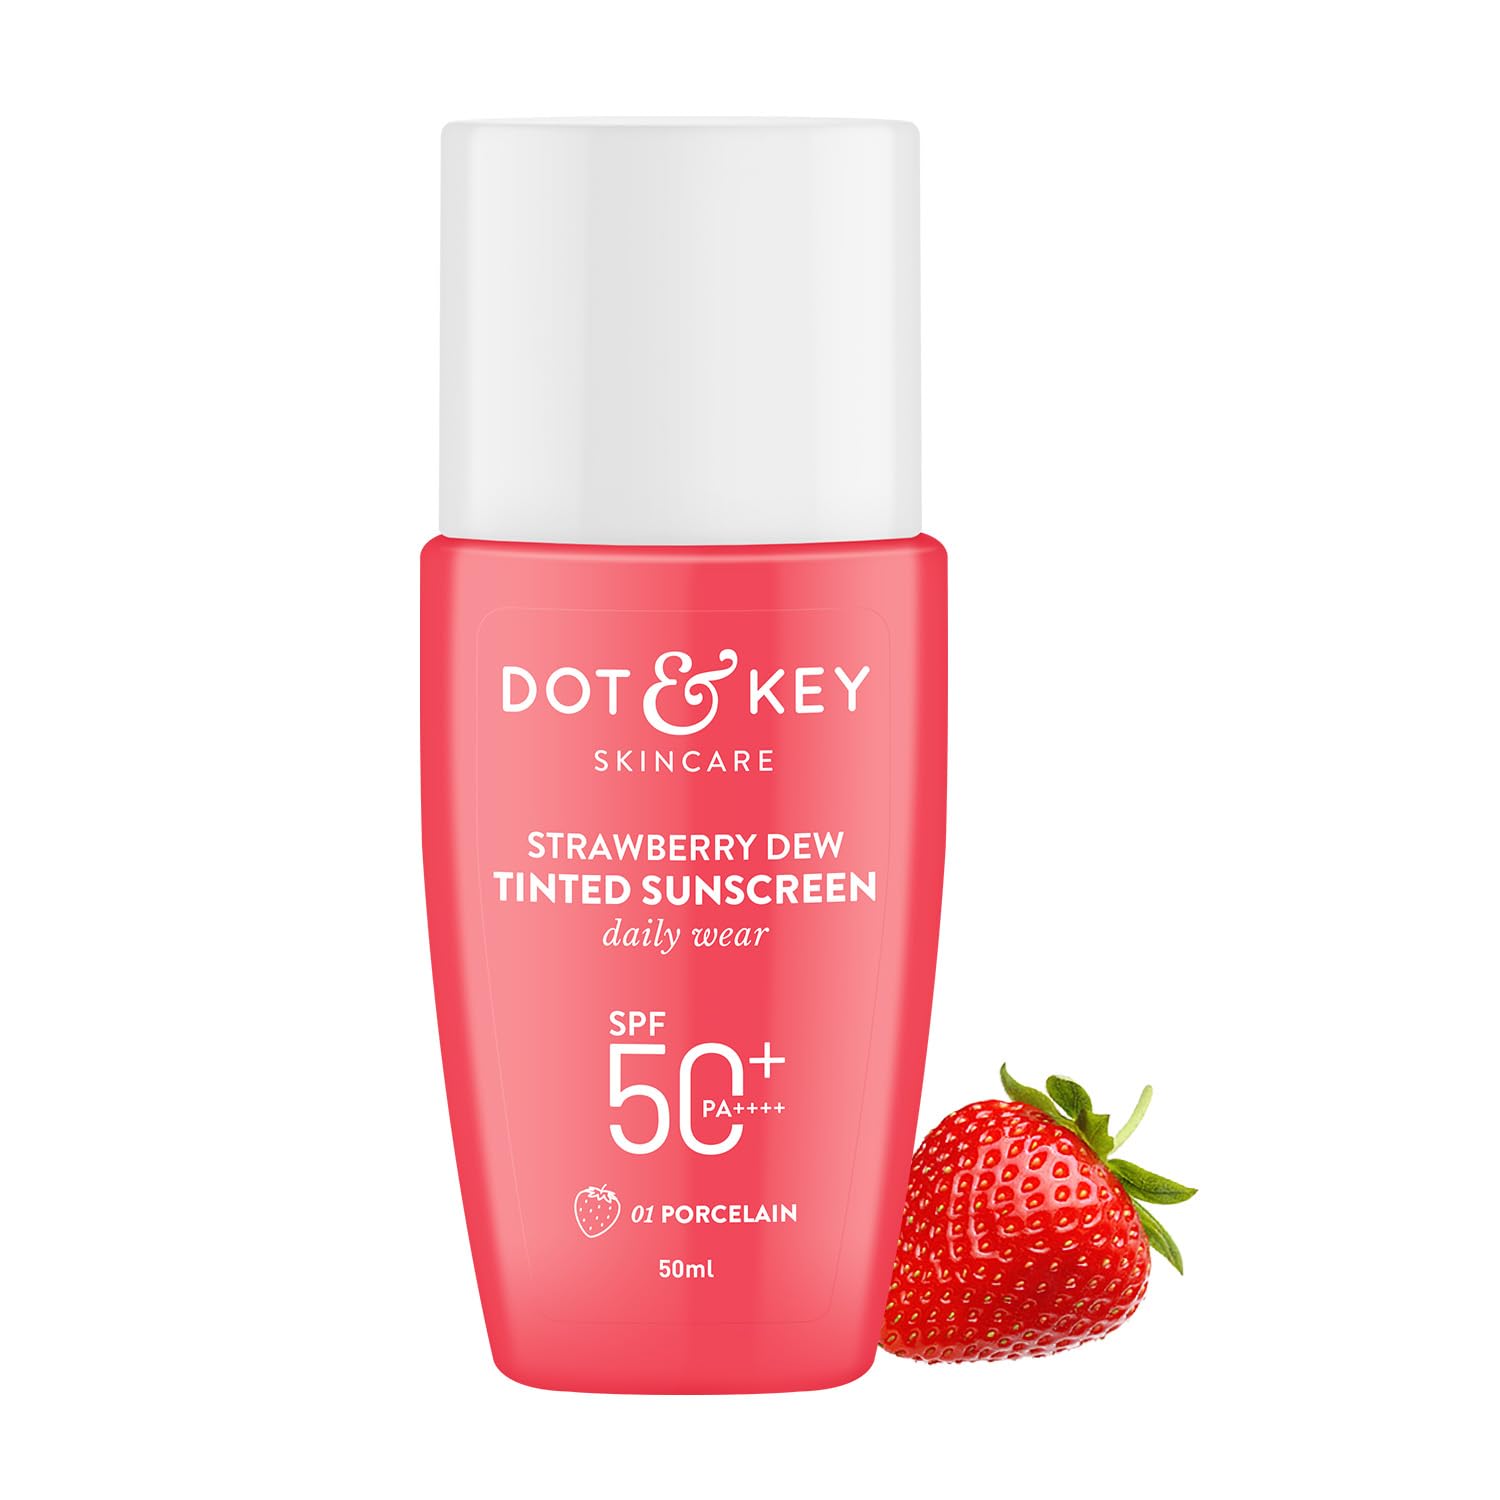 DOT & KEY
SKINCARE
STRAWBERRY DEW
TINTED SUNSCREEN
daily wear
SPF
50+
PA++++
01 PORCELAIN
50ml